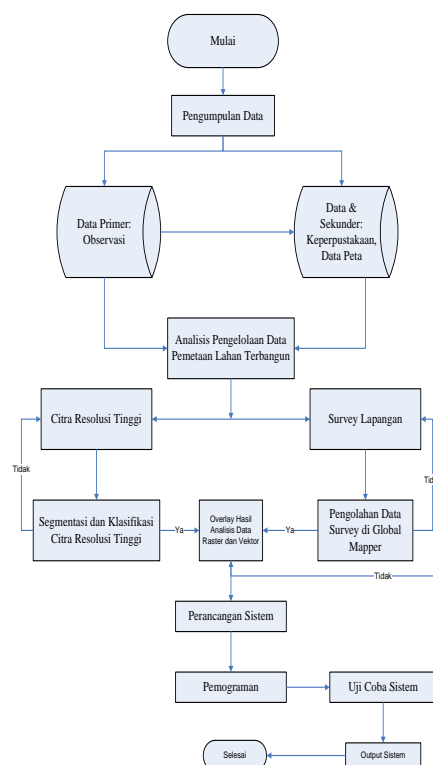 Mulai
Pengumpulan Data
Data Primer:
Observasi
Data &
Sekunder:
Keperpustakaan,
Data Peta
Analisis Pengelolaan Data
Pemetaan Lahan Terbangun
Citra Resolusi Tinggi
Survey Lapangan
Tidak
Segmentasi dan Klasifikasi
Citra Resolusi Tinggi
Ya
Overlay Hasil
Analisis Data
Raster dan Vektor
Ya
Pengolahan Data
Survey di Global
Mapper
Tidak
Perancangan Sistem
Pemograman
Uji Coba Sistem
Selesai
Output Sistem